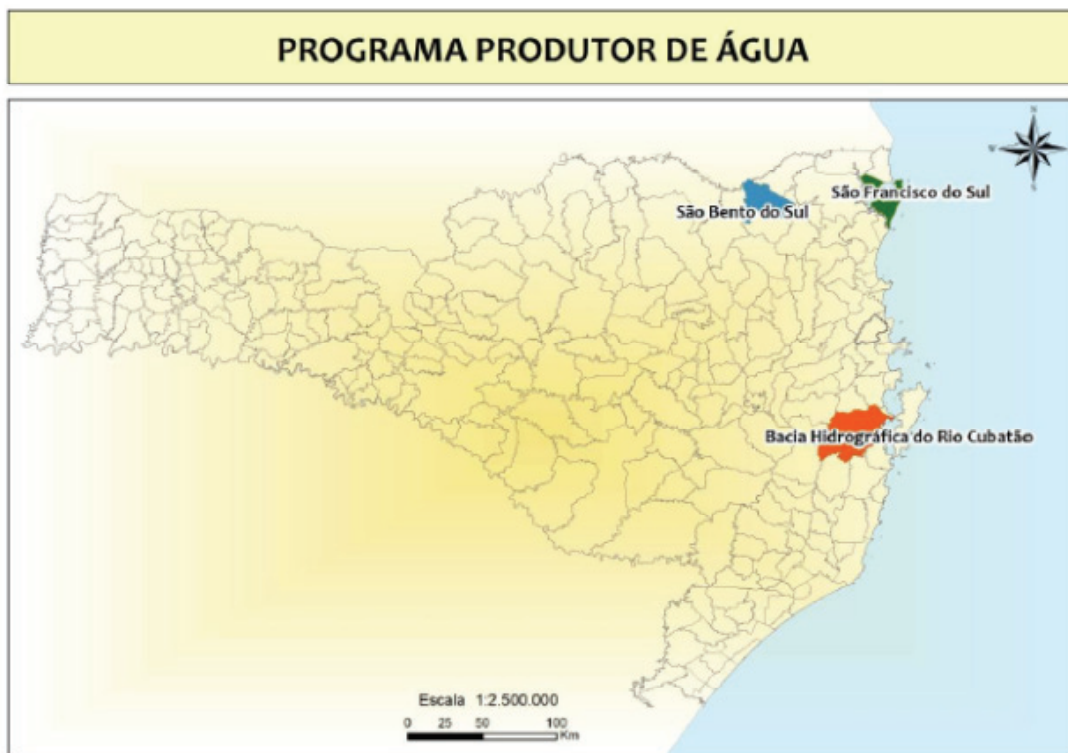 PROGRAMA PRODUTOR DE ÁGUA
N
W
São Francisco do Sul
São Bento do Sul
Bacia Hidrográfica do Rio Cubatão
Escala 1:2.500.000
0 25 50 100
Km